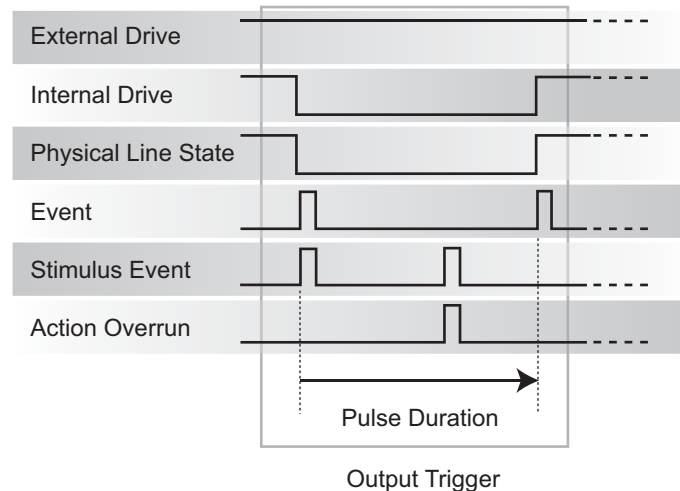 External Drive
Internal Drive
Physical Line State
Event
Stimulus Event
Action Overrun
Pulse Duration
Output Trigger